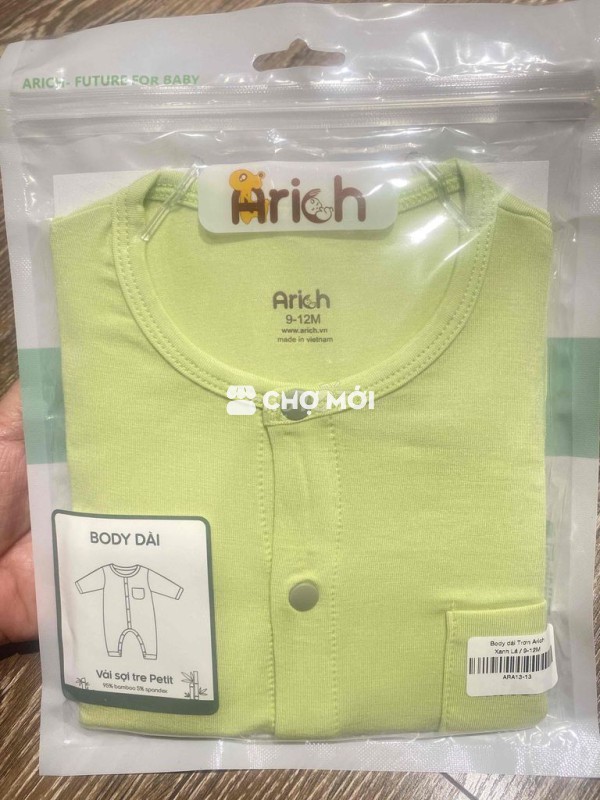 ARICH - FUTURE FOR BABY
Arich
Arich
9-12M
www.arich.vn
made in vietnam
CHỢ MỚI
BODY DÀI
Vải sợi tre Petit
95% bamboo 5% spandex
Body dài Trơn Arich
Xanh Lá / 9-12M
ARA13-13